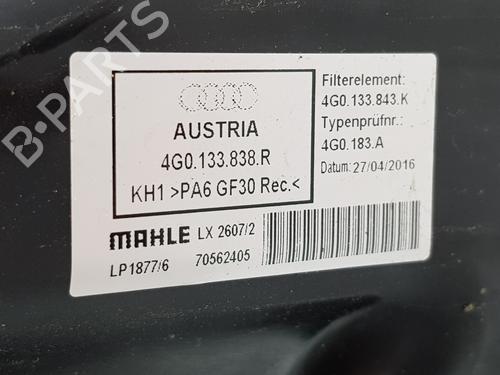 AUSTRIA
4G0.133.838.R
KH1 >PA6 GF30 Rec.<
Filterelement:
4G0.133.843.K
Typenprüfnr.:
4G0.183.A
Datum: 27/04/2016
MAHLE LX 2607/2
LP1877/6 70562405
B-PARTS